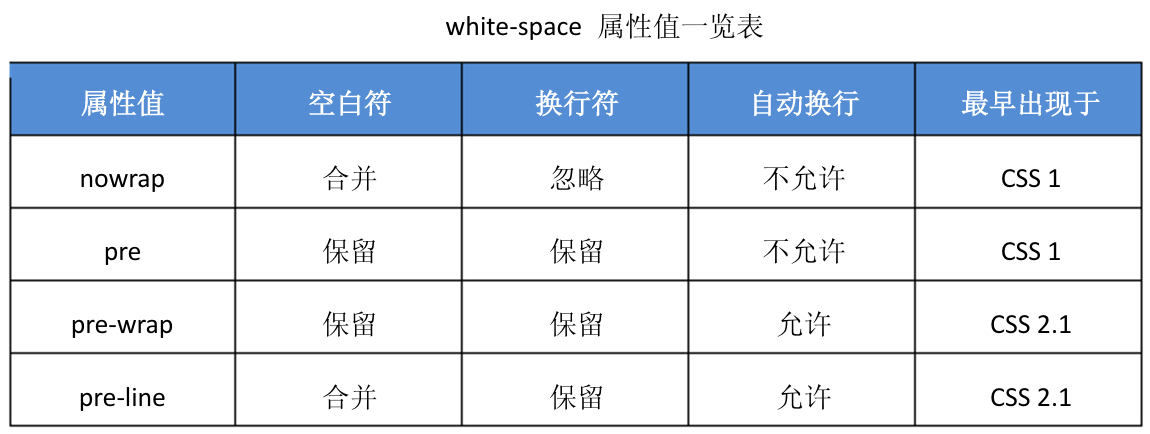 white-space 属性值一览表
属性值 空白符 换行符 自动换行 最早出现于
nowrap 合并 忽略 不允许 CSS 1
pre 保留 保留 不允许 CSS 1
pre-wrap 保留 保留 允许 CSS 2.1
pre-line 合并 保留 允许 CSS 2.1